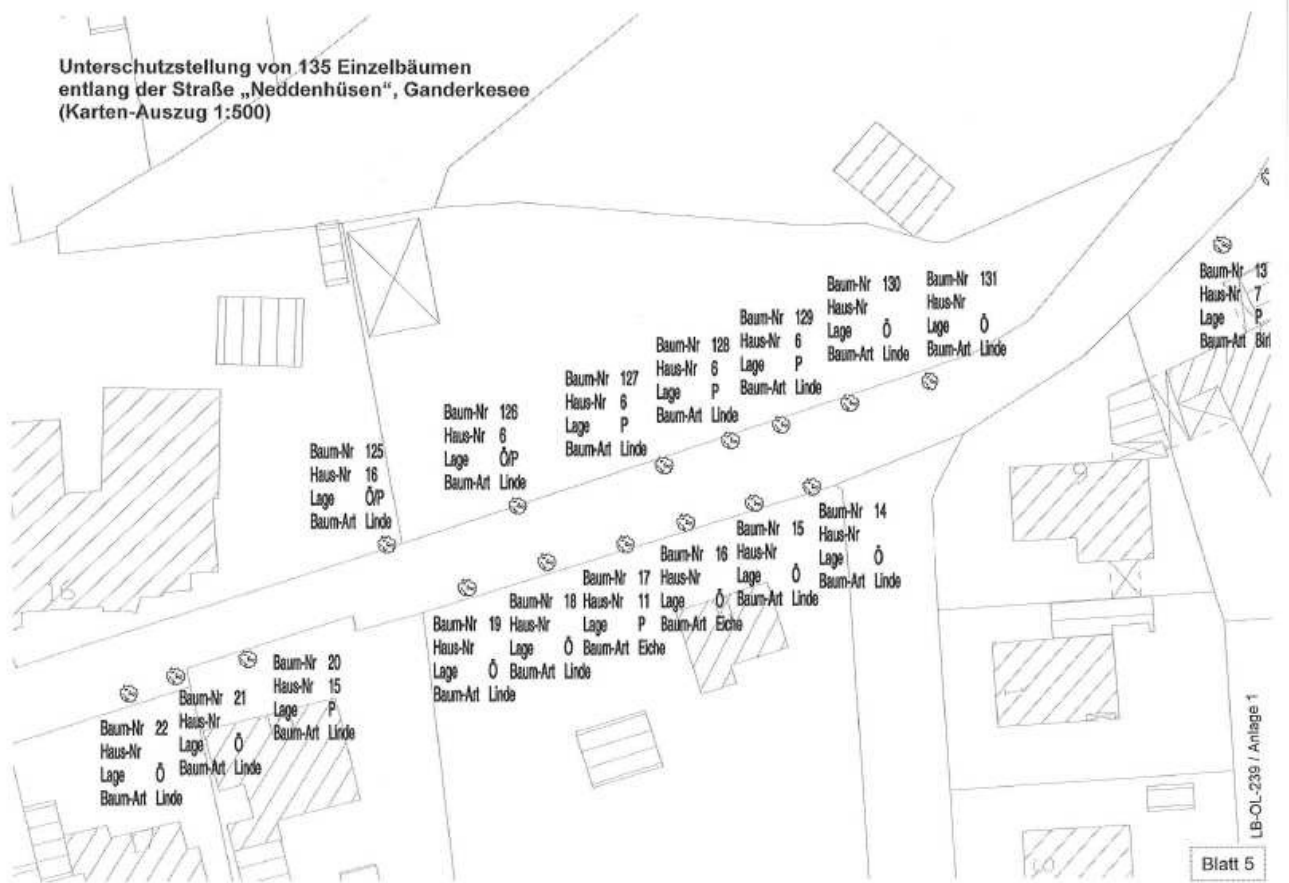 Unterschutzstellung von 135 Einzelbäumen
entlang der Straße „Neddenhüsen“, Ganderkesee
(Karten-Auszug 1:500)
Baum-Nr 125
Haus-Nr 16
Lage Ö/P
Baum-Art Linde
Baum-Nr 126
Haus-Nr 6
Lage Ö/P
Baum-Art Linde
Baum-Nr 127
Haus-Nr 6
Lage P
Baum-Art Linde
Baum-Nr 128
Haus-Nr 6
Lage P
Baum-Art Linde
Baum-Nr 129
Haus-Nr 6
Lage P
Baum-Art Linde
Baum-Nr 130
Haus-Nr
Lage Ö
Baum-Art Linde
Baum-Nr 131
Haus-Nr
Lage Ö
Baum-Art Linde
Baum-Nr 13
Haus-Nr 7
Lage P
Baum-Art
Baum-Nr 22
Haus-Nr
Lage Ö
Baum-Art Linde
Baum-Nr 21
Haus-Nr
Lage Ö
Baum-Art Linde
Baum-Nr 20
Haus-Nr 15
Lage P
Baum-Art Linde
Baum-Nr 19
Haus-Nr
Lage Ö
Baum-Art Linde
Baum-Nr 18
Haus-Nr
Lage Ö
Baum-Art Linde
Baum-Nr 17
Haus-Nr 11
Lage P
Baum-Art Eiche
Baum-Nr 16
Haus-Nr
Lage Ö
Baum-Art Eiche
Baum-Nr 15
Haus-Nr
Lage Ö
Baum-Art Linde
Baum-Nr 14
Haus-Nr
Lage Ö
Baum-Art Linde
9
LB-OL-239 / Anlage 1
Blatt 5